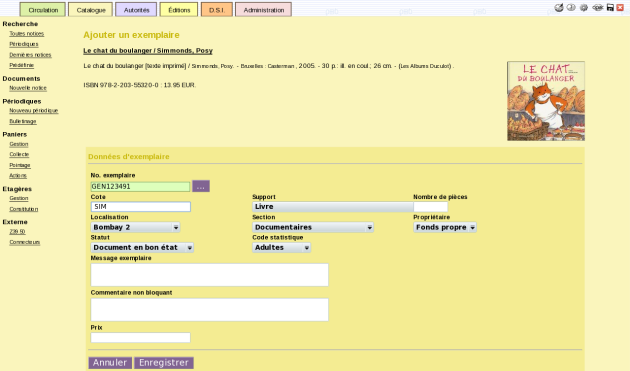 Circulation Catalogue Autorités Éditions D.S.I. Administration
Recherche
Toutes notices
Périodiques
Dernières notices
Prédéfinie
Documents
Nouvelle notice
Périodiques
Nouveau périodique
Bulletinage
Paniers
Gestion
Collecte
Pointage
Actions
Etagères
Gestion
Constitution
Externe
Z39.50
Connecteurs
Ajouter un exemplaire
Le chat du boulanger / Simmonds, Posy
Le chat du boulanger [texte imprimé] / Simmonds, Posy. - Bruxelles : Casterman, 2005. - 30 p.: ill. en coul.; 26 cm. - (Les Albums Duculot) .
ISBN 978-2-203-55320-0 : 13.95 EUR.
LE CHAT
DU BOULANGER
Données d'exemplaire
No. exemplaire
GEN123491 ...
Cote Support Nombre de pièces
SIM Livre
Localisation Section Propriétaire
Bombay 2 Documentaires Fonds propre
Statut Code statistique
Document en bon état Adultes
Message exemplaire
Commentaire non bloquant
Prix
Annuler Enregistrer